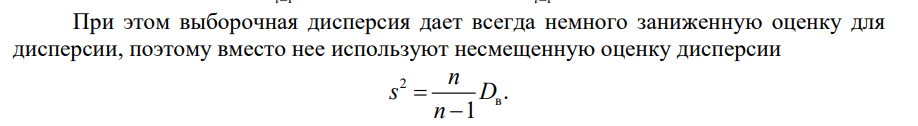 При этом выборочная дисперсия дает всегда немного заниженную оценку для
дисперсии, поэтому вместо нее используют несмещенную оценку дисперсии
s² = n/(n−1) Dв.